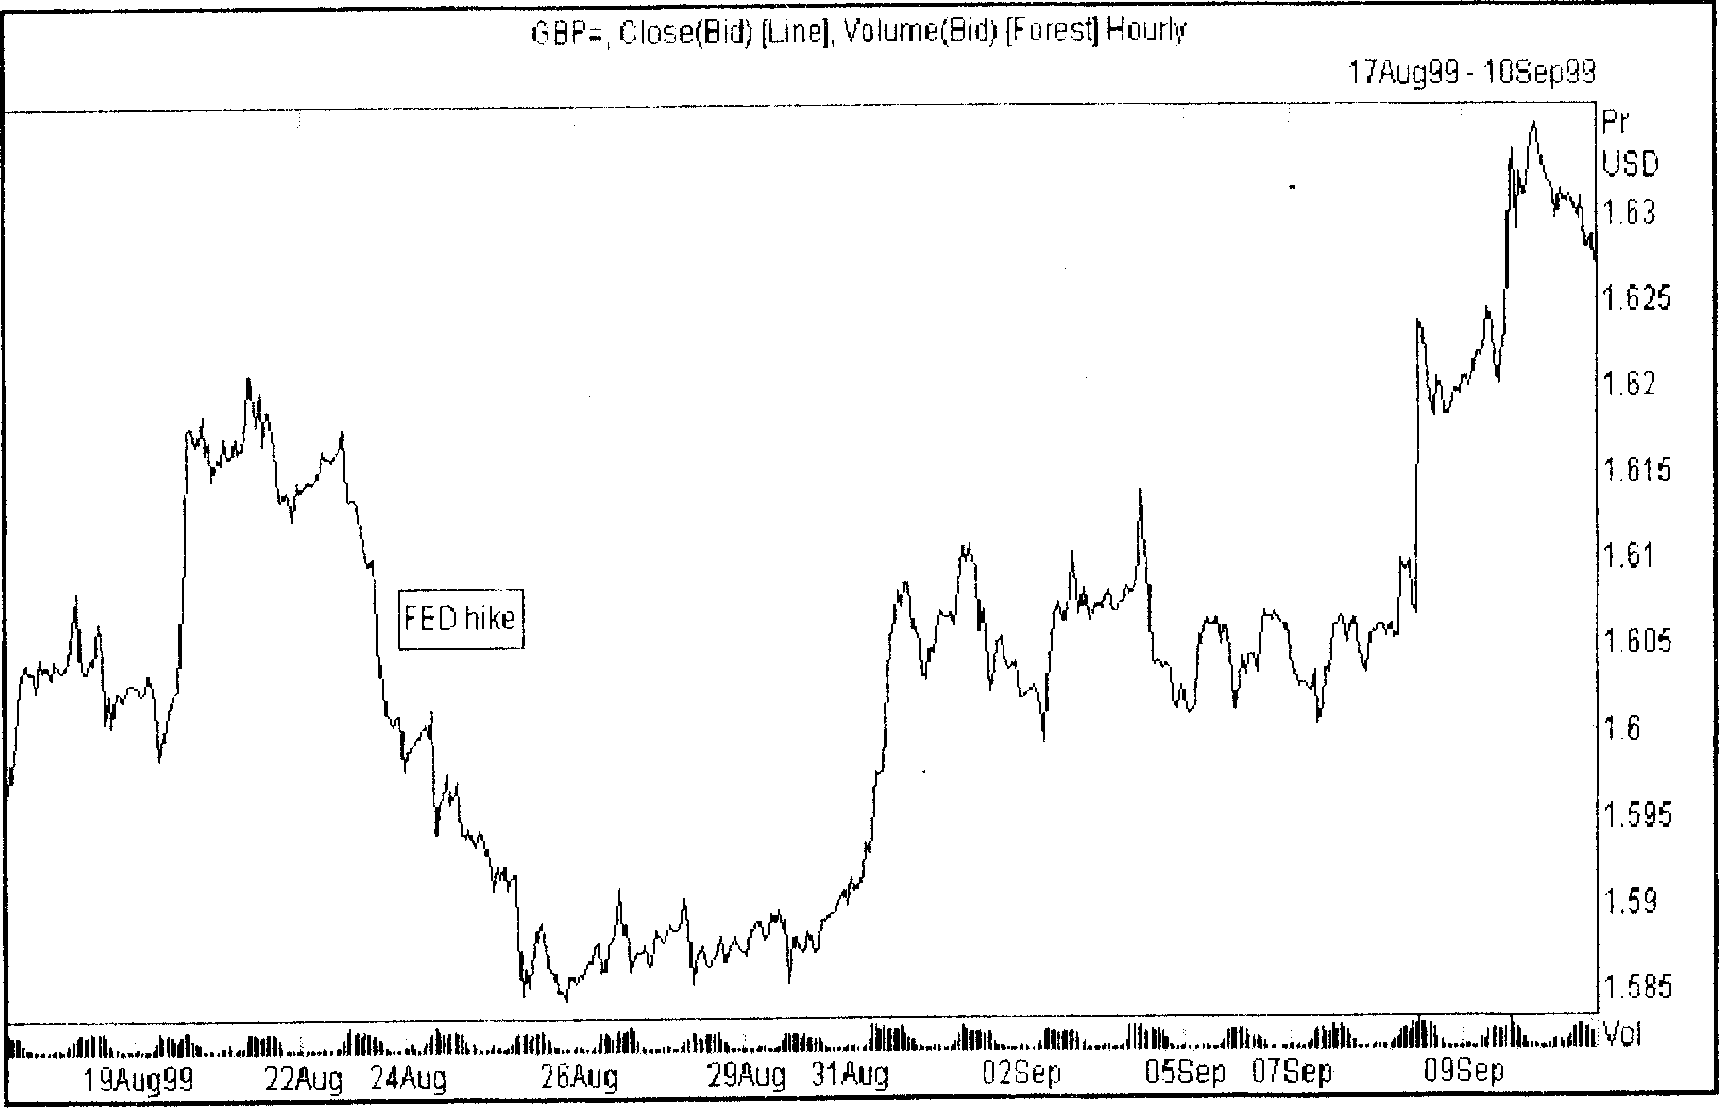 GBP=, Close(Bid) [Line], Volume(Bid) [Forest] Hourly
17Aug99 - 10Sep99
Pr
USD
1.63
1.625
1.62
1.615
1.61
FED hike
1.605
1.6
1.595
1.59
1.585
Vol
19Aug99 22Aug 24Aug 26Aug 29Aug 31Aug 02Sep 05Sep 07Sep 09Sep